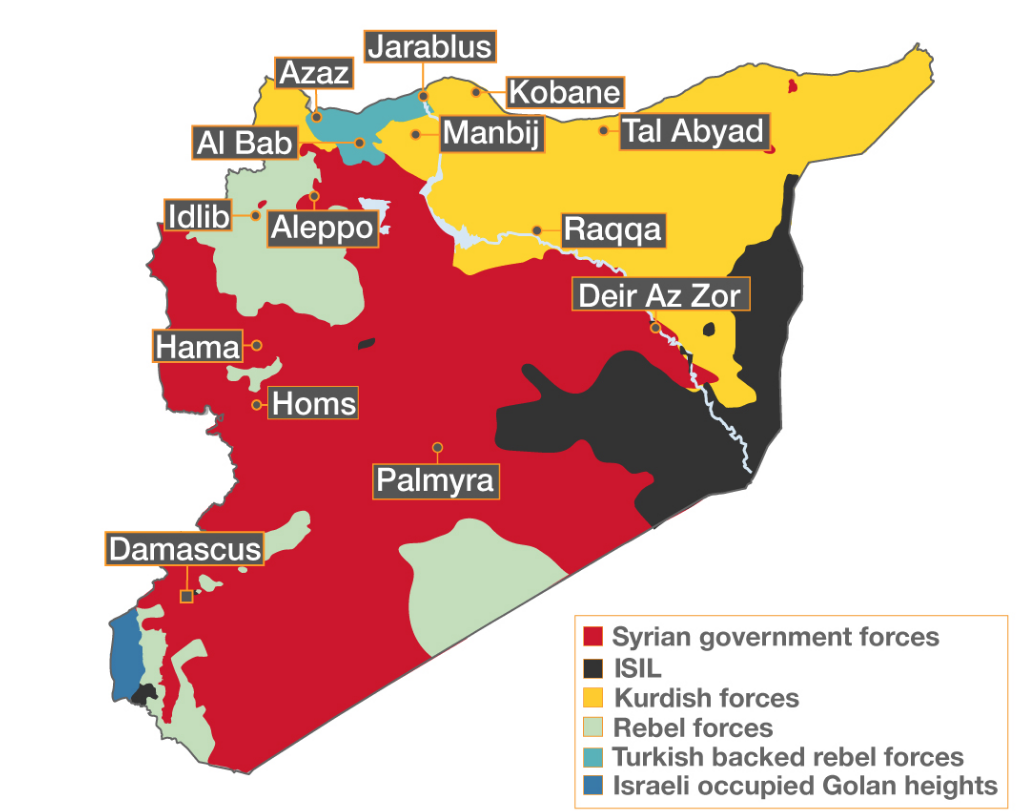 Jarablus
Azaz
Kobane
Al Bab
Manbij
Tal Abyad
Idlib
Aleppo
Raqqa
Deir Az Zor
Hama
Homs
Palmyra
Damascus
Syrian government forces
ISIL
Kurdish forces
Rebel forces
Turkish backed rebel forces
Israeli occupied Golan heights